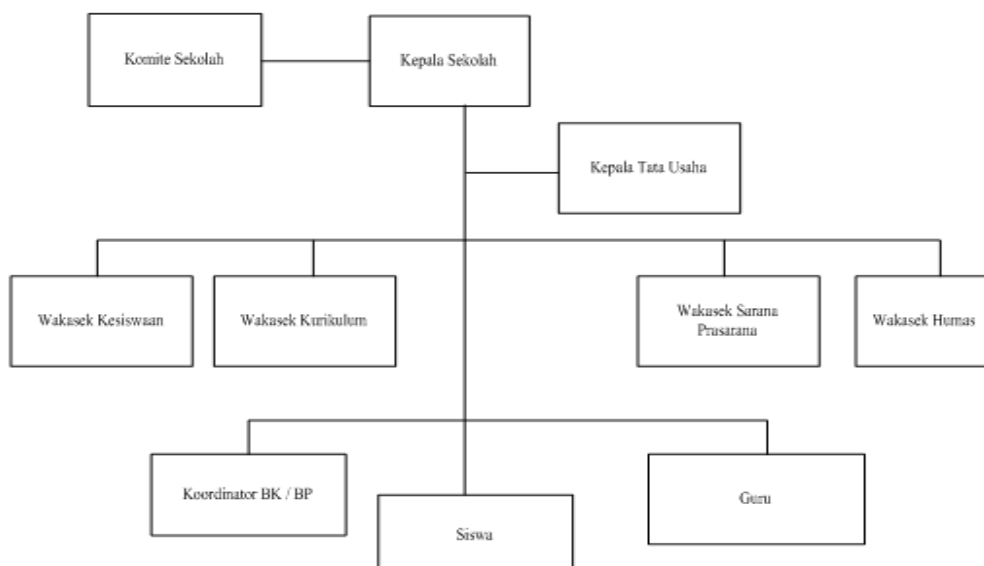 Komite Sekolah
Kepala Sekolah
Kepala Tata Usaha
Wakasek Kesiswaan
Wakasek Kurikulum
Wakasek Sarana
Prasarana
Wakasek Humas
Koordinator BK / BP
Siswa
Guru